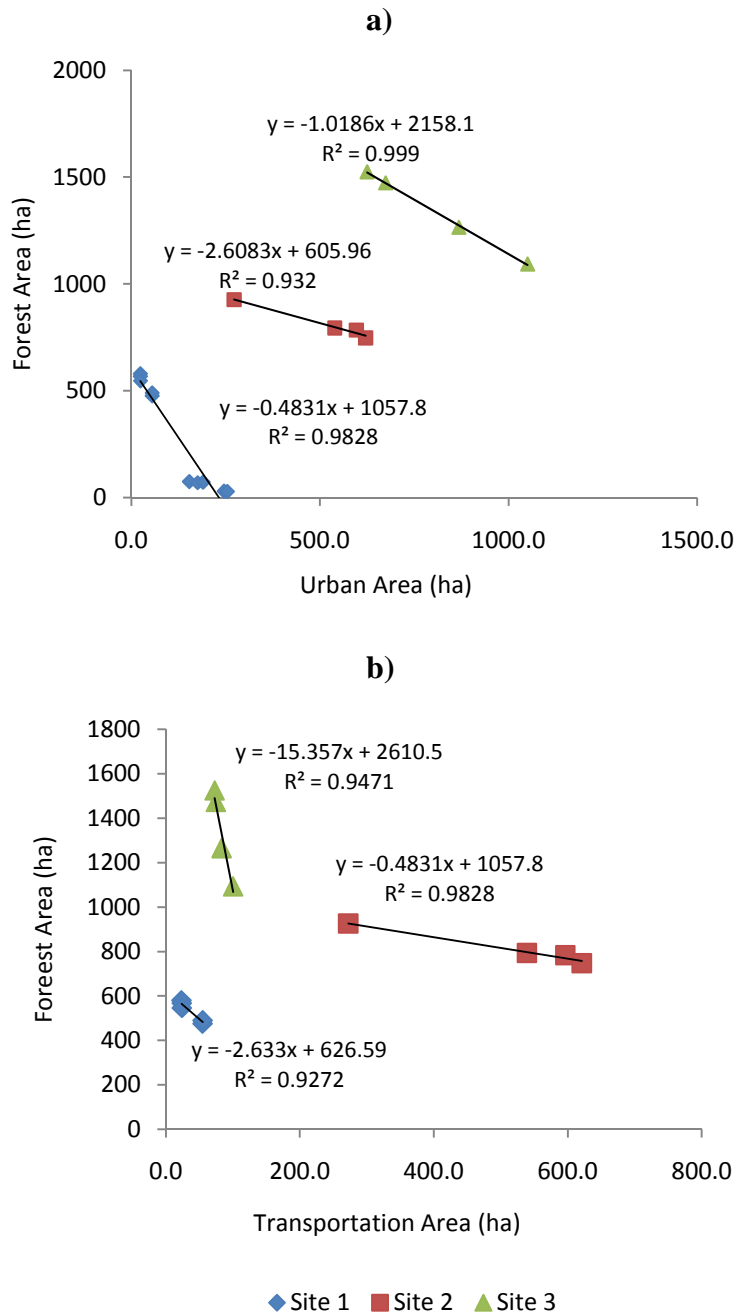 a)
2000
y = -1.0186x + 2158.1
R² = 0.999
1500
y = -2.6083x + 605.96
R² = 0.932
1000
Forest Area (ha)
500
y = -0.4831x + 1057.8
R² = 0.9828
0
0.0 500.0 1000.0 1500.0
Urban Area (ha)
b)
1800
y = -15.357x + 2610.5
R² = 0.9471
1600
1400
1200
y = -0.4831x + 1057.8
R² = 0.9828
1000
Foreest Area (ha)
800
600
400
y = -2.633x + 626.59
R² = 0.9272
200
0
0.0 200.0 400.0 600.0 800.0
Transportation Area (ha)
Site 1 Site 2 Site 3